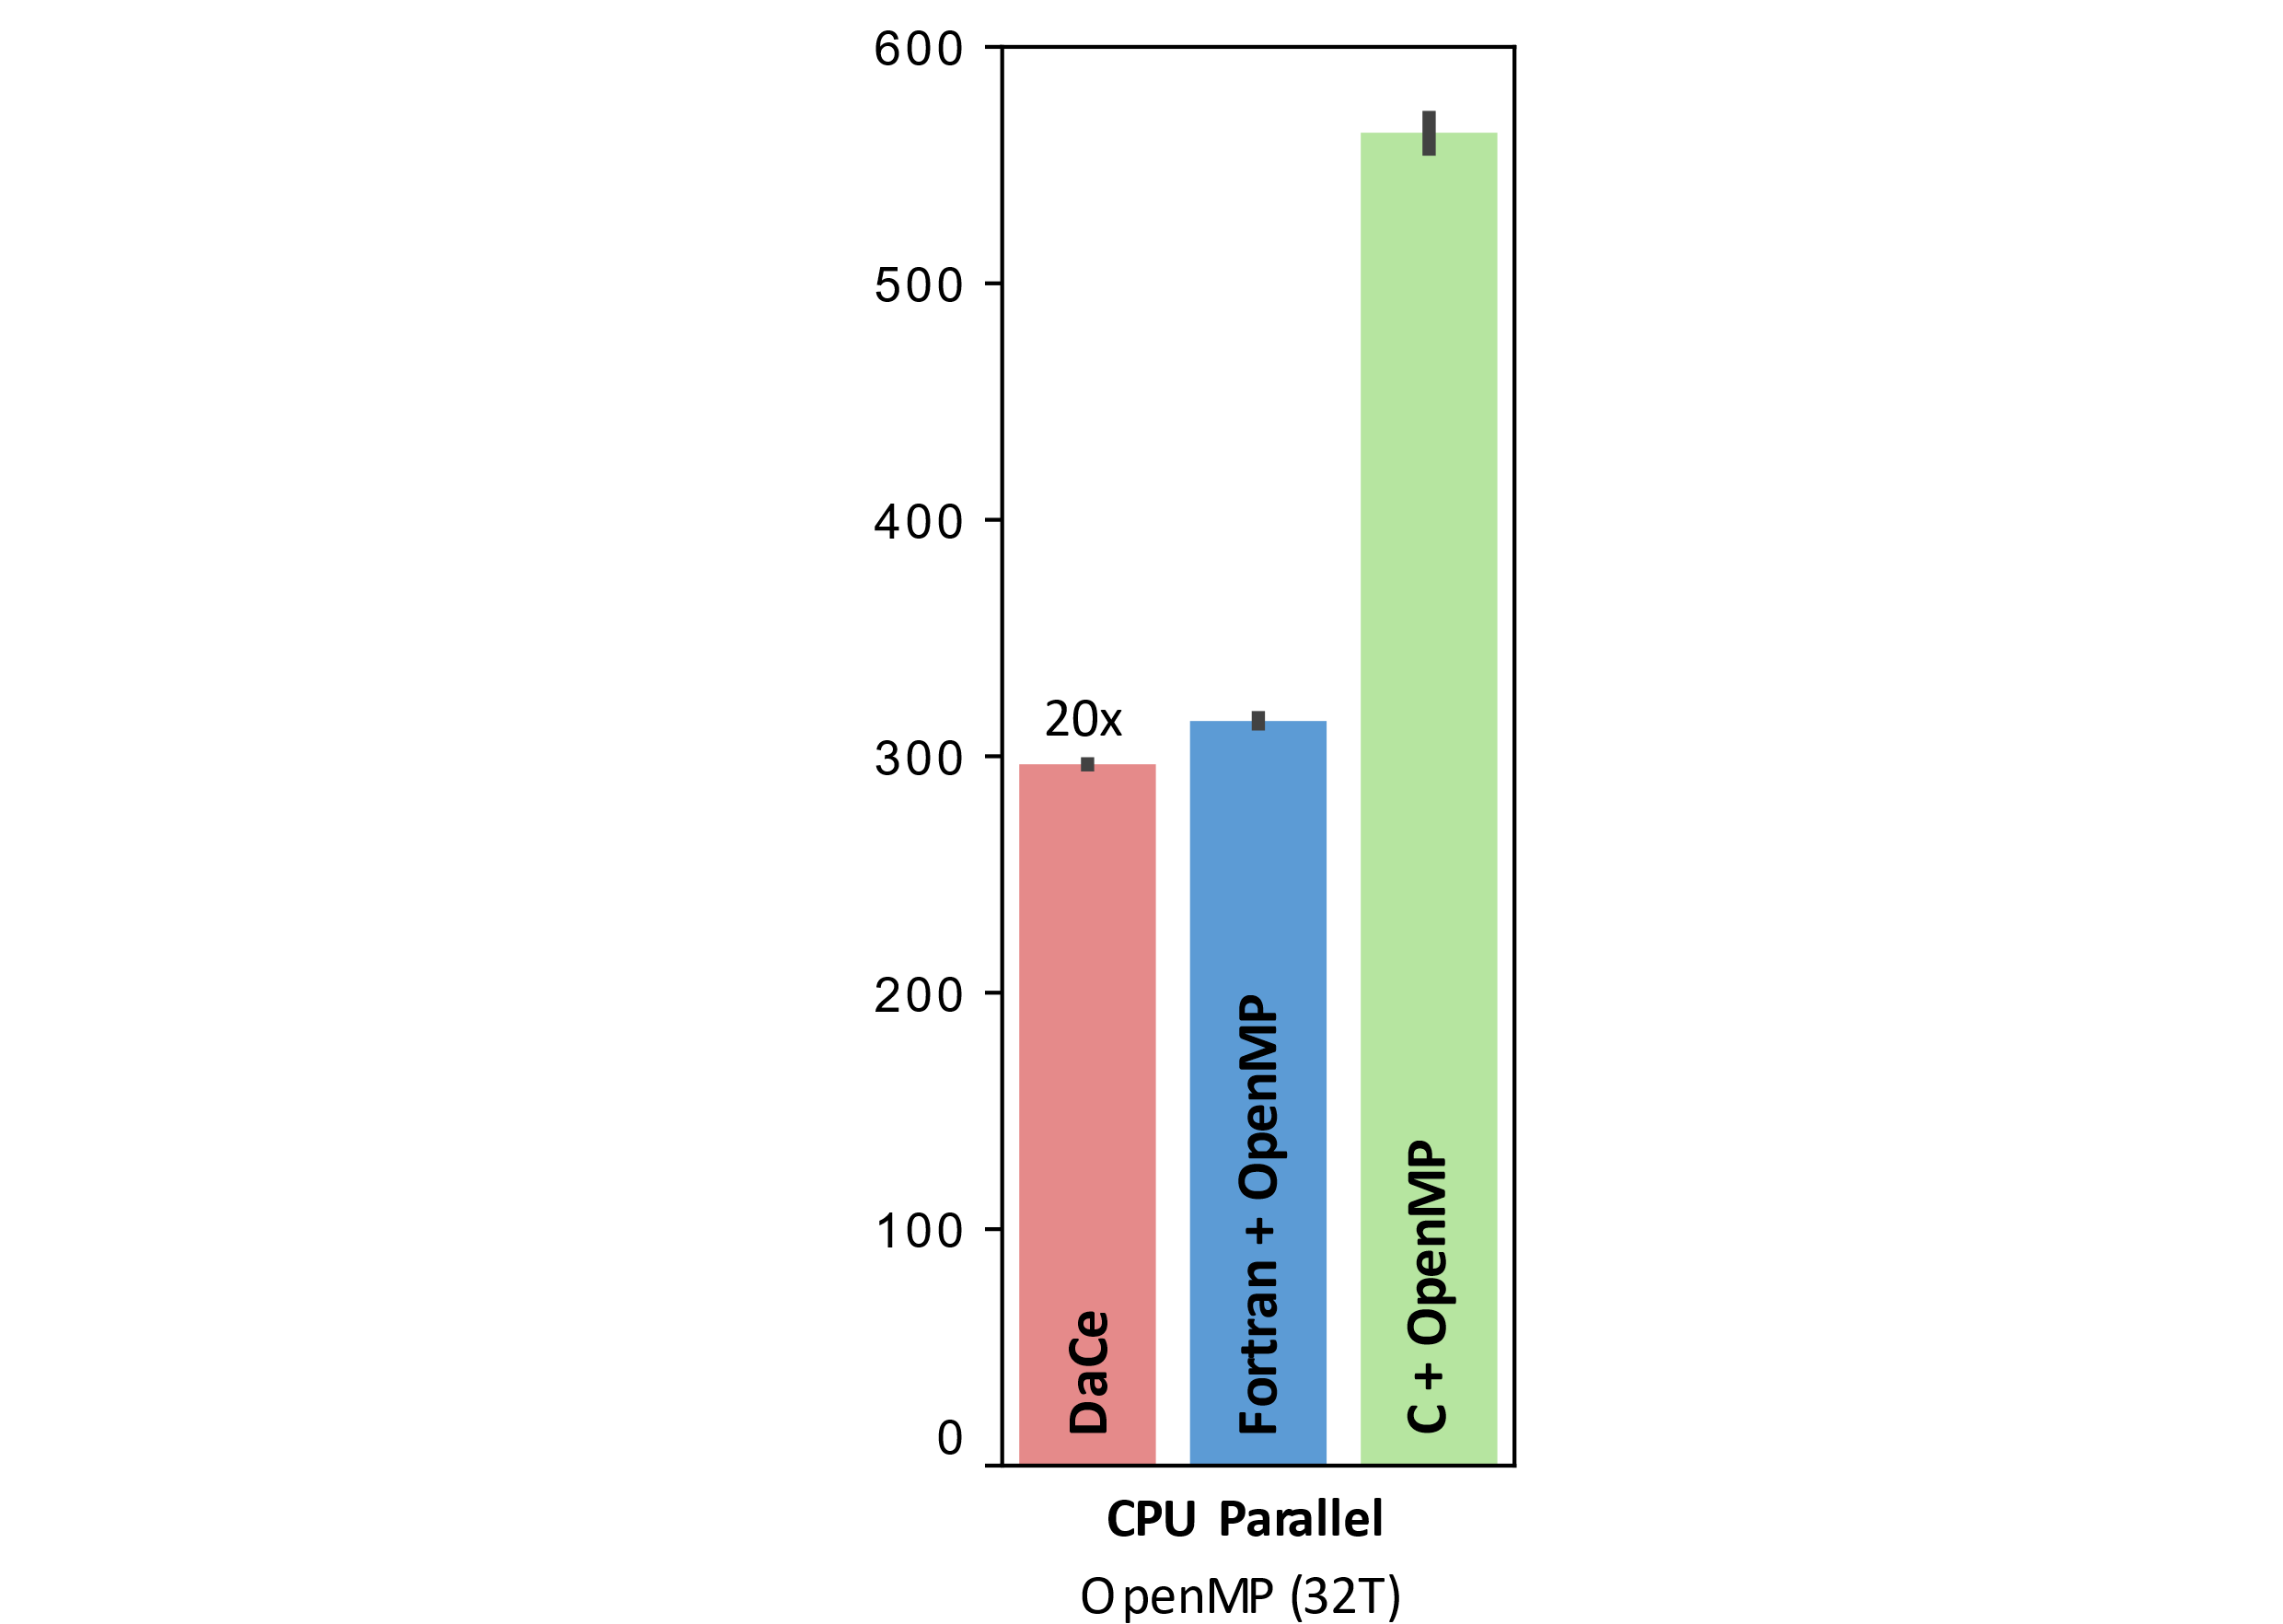 600
500
400
300
200
100
0
20x
DaCe
Fortran + OpenMP
C + OpenMP
CPU Parallel
OpenMP (32T)